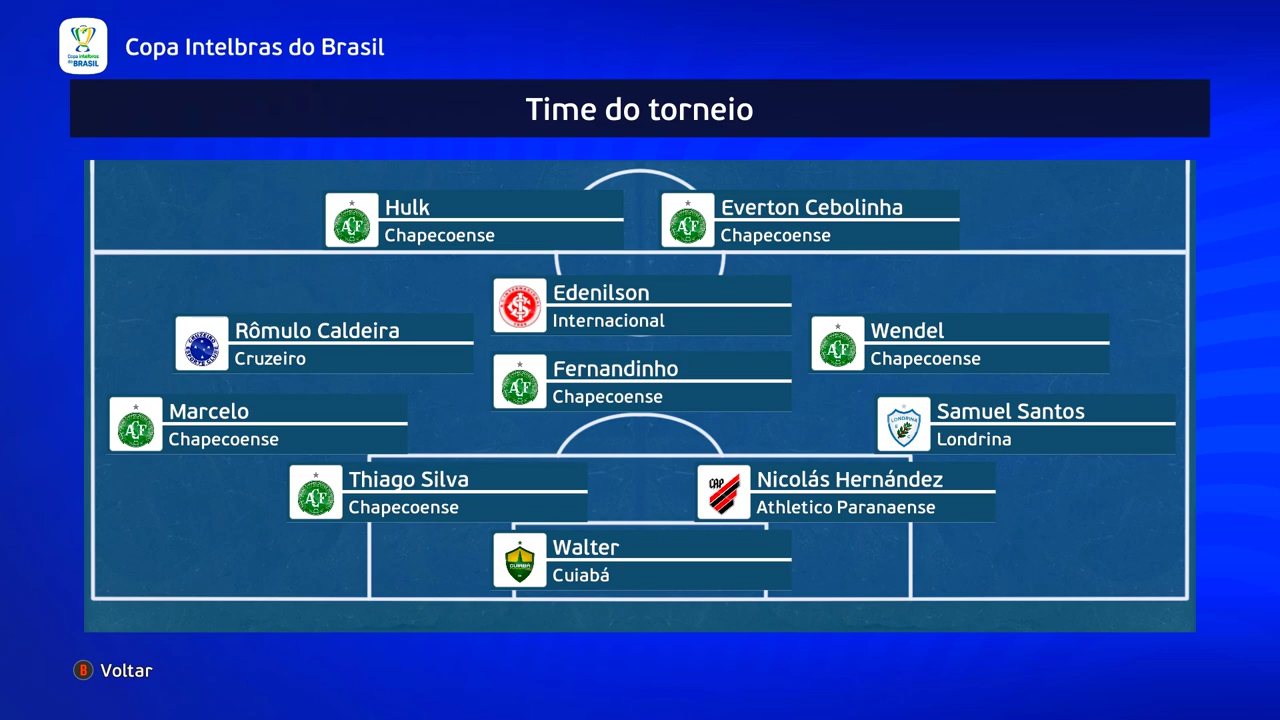 Copa Intelbras do Brasil
Time do torneio
Hulk
Chapecoense
Everton Cebolinha
Chapecoense
Edenilson
Internacional
Rômulo Caldeira
Cruzeiro
Wendel
Chapecoense
Fernandinho
Chapecoense
Marcelo
Chapecoense
Samuel Santos
Londrina
Thiago Silva
Chapecoense
Nicolás Hernández
Athletico Paranaense
Walter
Cuiabá
B Voltar